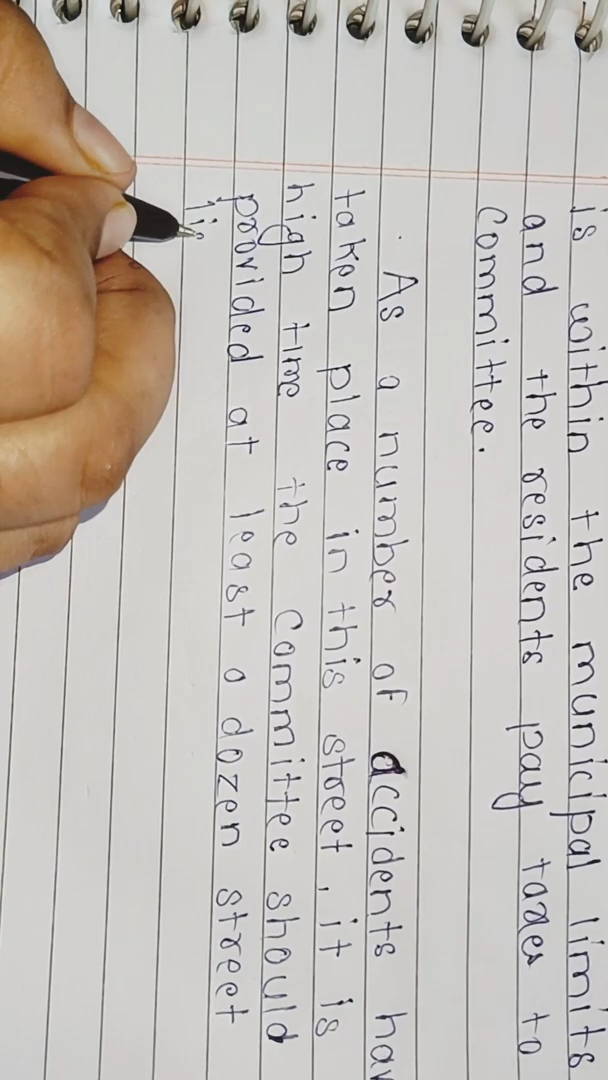 is within the municipal limits
and the residents pay taxes to
committee.
As a number of accidents hav
taken place in this street, it is
high time the Committee should
provided at least a dozen street
li